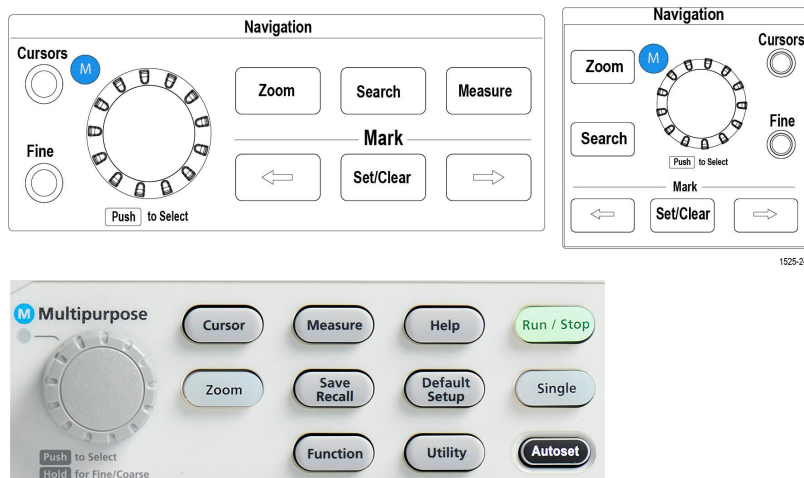 Navigation
Cursors
M
Zoom
Search
Measure
Fine
Mark
Set/Clear
Push to Select
Navigation
Cursors
Zoom
M
Fine
Search
Push to Select
Mark
Set/Clear
1525-2
M Multipurpose
Cursor
Measure
Help
Run / Stop
Zoom
Save
Recall
Default
Setup
Single
Push to Select
Hold for Fine/Coarse
Function
Utility
Autoset